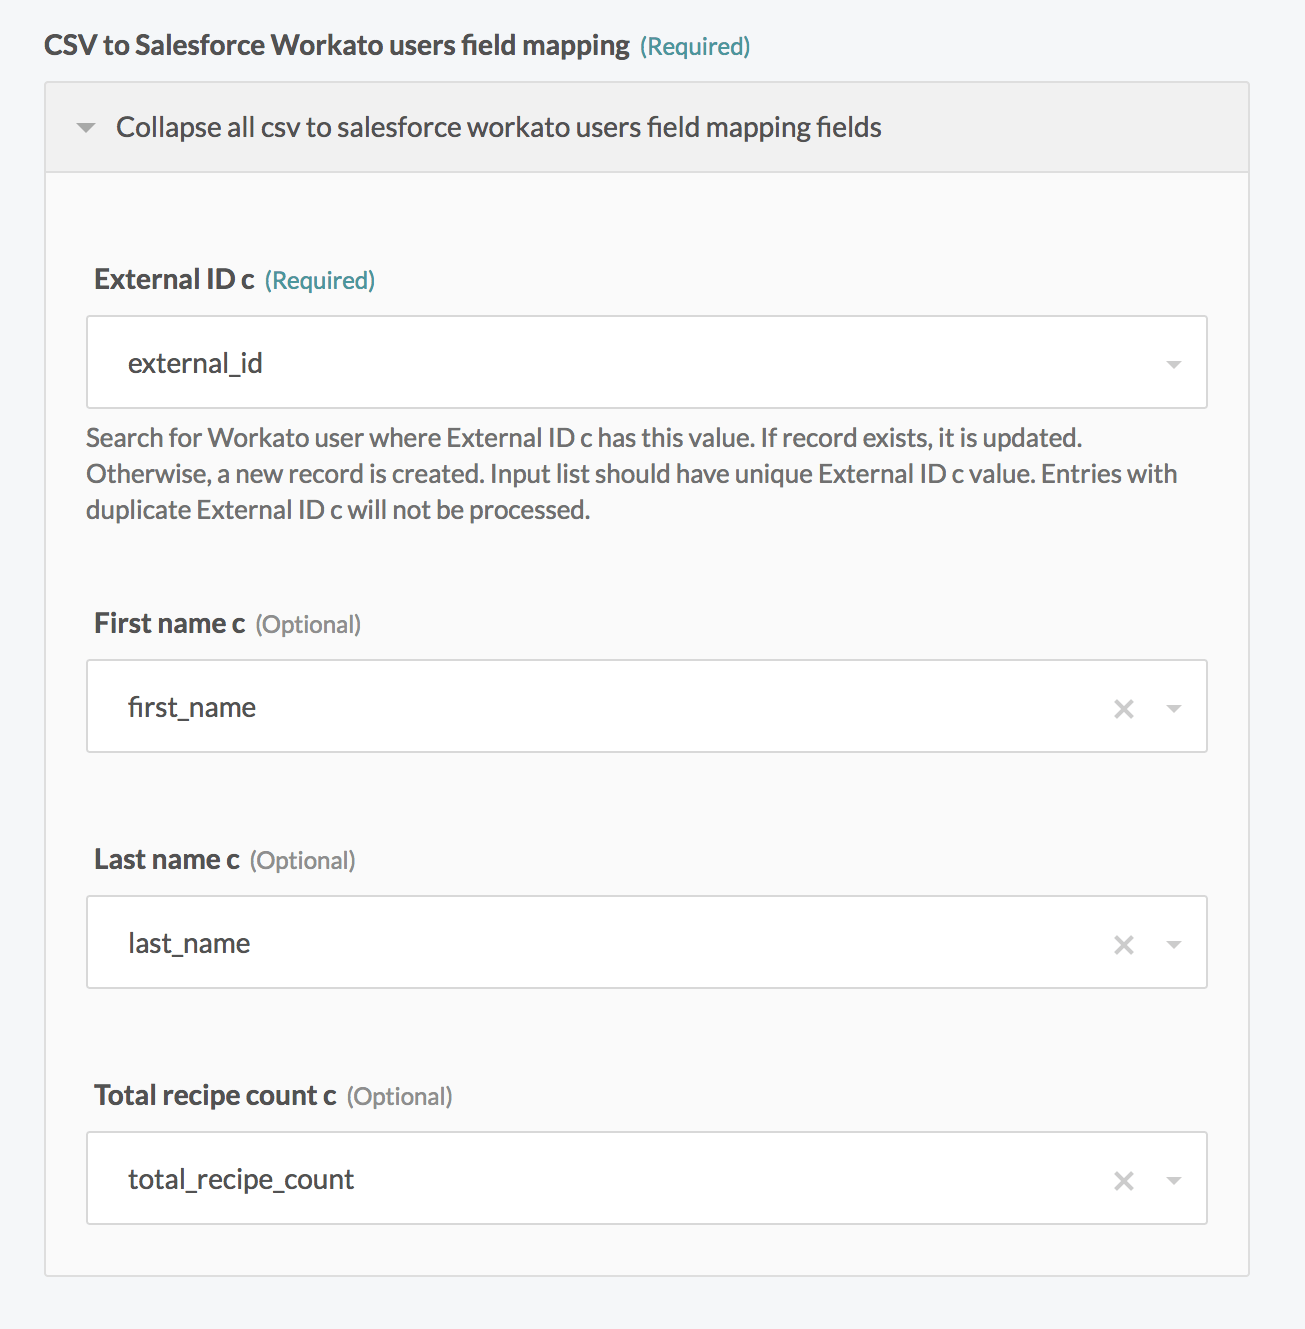 CSV to Salesforce Workato users field mapping (Required)
Collapse all csv to salesforce workato users field mapping fields
External ID c (Required)
external_id
Search for Workato user where External ID c has this value. If record exists, it is updated.
Otherwise, a new record is created. Input list should have unique External ID c value. Entries with
duplicate External ID c will not be processed.
First name c (Optional)
first_name
Last name c (Optional)
last_name
Total recipe count c (Optional)
total_recipe_count